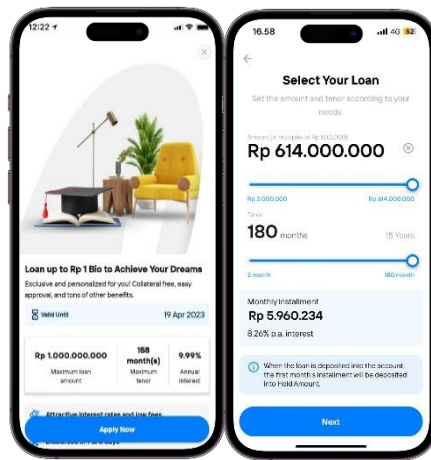 12:22
Loan up to Rp 1 Bio to Achieve Your Dreams
Exclusive and personalized for you! Collateral free, easy
approval, and tons of other benefits.
Valid Until
19 Apr 2023
Rp 1.000.000.000
Maximum loan
amount
158
month(s)
Maximum
tenor
9.99%
Annual
interest
Attractive interest rates and low fees
Apply Now
16.58
4G 52
Select Your Loan
Set the amount and tenor according to your
needs.
Amount (in multiples of Rp 500.000)
Rp 614.000.000
Rp 2.000.000
Rp 614.000.000
Tenor
180 months
15 Years
2 month
180 month
Monthly installment
Rp 5.960.234
8.26% p.a. interest
When the loan is deposited into the account,
the first month's installment will be deposited
into Hold Amount.
Next